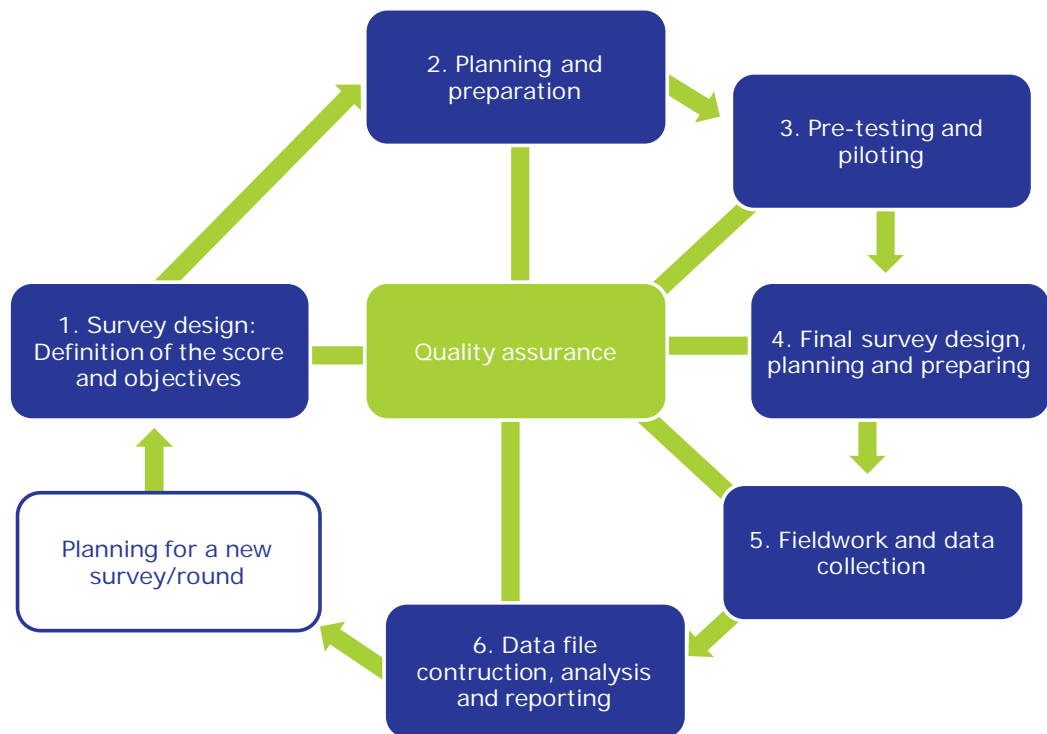 2. Planning and
preparation
3. Pre-testing and
piloting
1. Survey design:
Definition of the score
and objectives
Quality assurance
4. Final survey design,
planning and preparing
Planning for a new
survey/round
5. Fieldwork and data
collection
6. Data file
contruction, analysis
and reporting